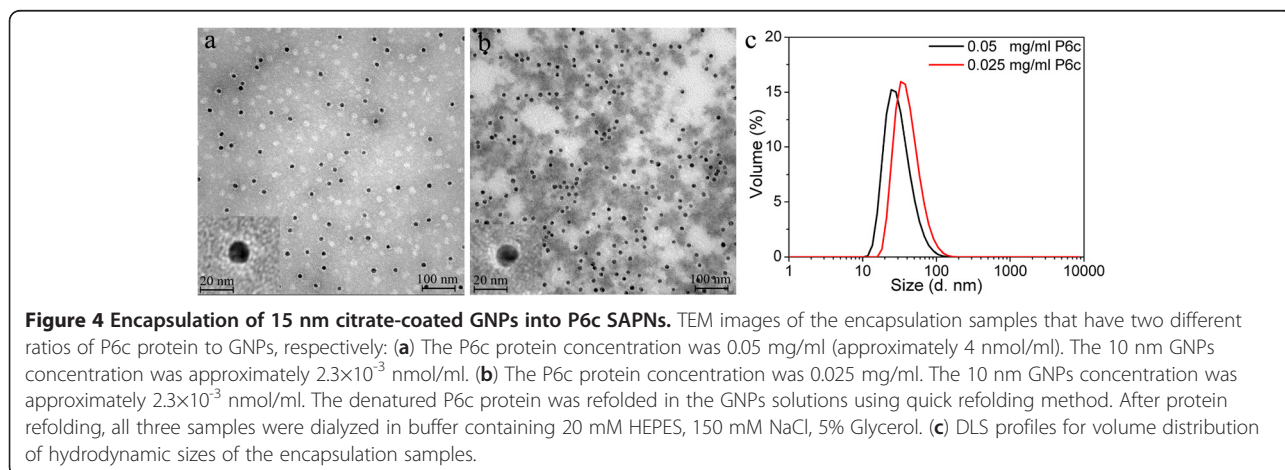 a
20 nm
100 nm
b
20 nm
100 nm
c
20
15
10
5
0
Volume (%)
0.05 mg/ml P6c
0.025 mg/ml P6c
1 10 100 1000 10000
Size (d. nm)
Figure 4 Encapsulation of 15 nm citrate-coated GNPs into P6c SAPNs. TEM images of the encapsulation samples that have two different
ratios of P6c protein to GNPs, respectively: (a) The P6c protein concentration was 0.05 mg/ml (approximately 4 nmol/ml). The 10 nm GNPs
concentration was approximately 2.3×10⁻³ nmol/ml. (b) The P6c protein concentration was 0.025 mg/ml. The 10 nm GNPs concentration was
approximately 2.3×10⁻³ nmol/ml. The denatured P6c protein was refolded in the GNPs solutions using quick refolding method. After protein
refolding, all three samples were dialyzed in buffer containing 20 mM HEPES, 150 mM NaCl, 5% Glycerol. (c) DLS profiles for volume distribution
of hydrodynamic sizes of the encapsulation samples.